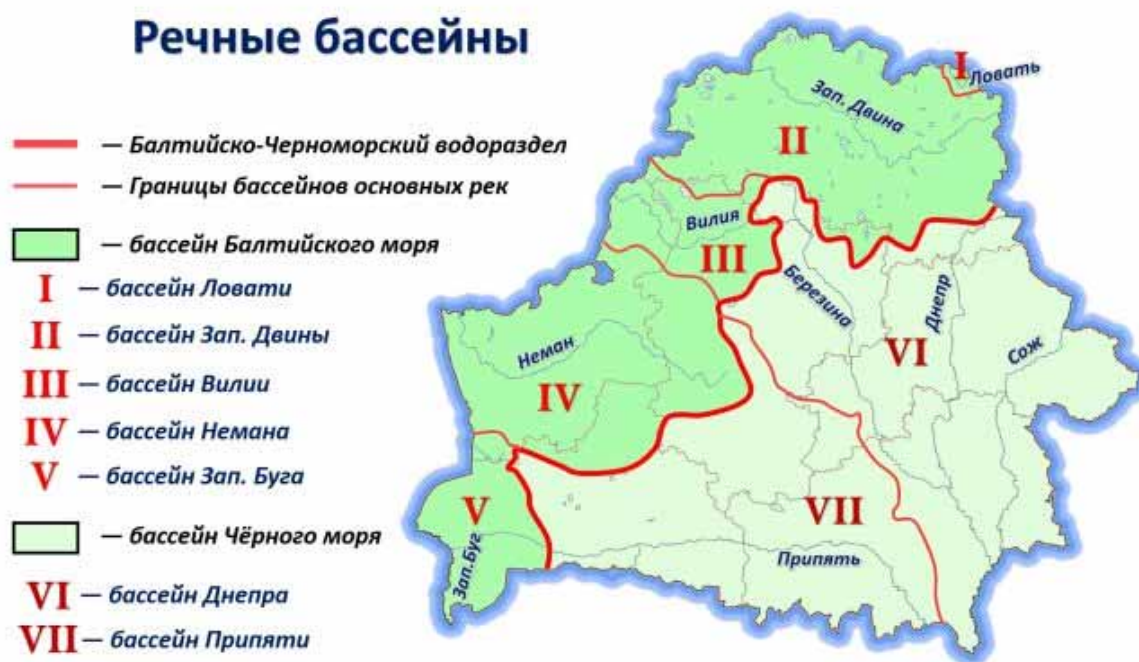 Речные бассейны
— Балтийско-Черноморский водораздел
— Границы бассейнов основных рек
— бассейн Балтийского моря
I — бассейн Ловати
II — бассейн Зап. Двины
III — бассейн Вилии
IV — бассейн Немана
V — бассейн Зап. Буга
— бассейн Чёрного моря
VI — бассейн Днепра
VII — бассейн Припяти
I
Ловать
Зап. Двина
II
Вилия
III
Березина
Днепр
Неман
VI
Сож
IV
V
VII
Зап.Буг
Припять